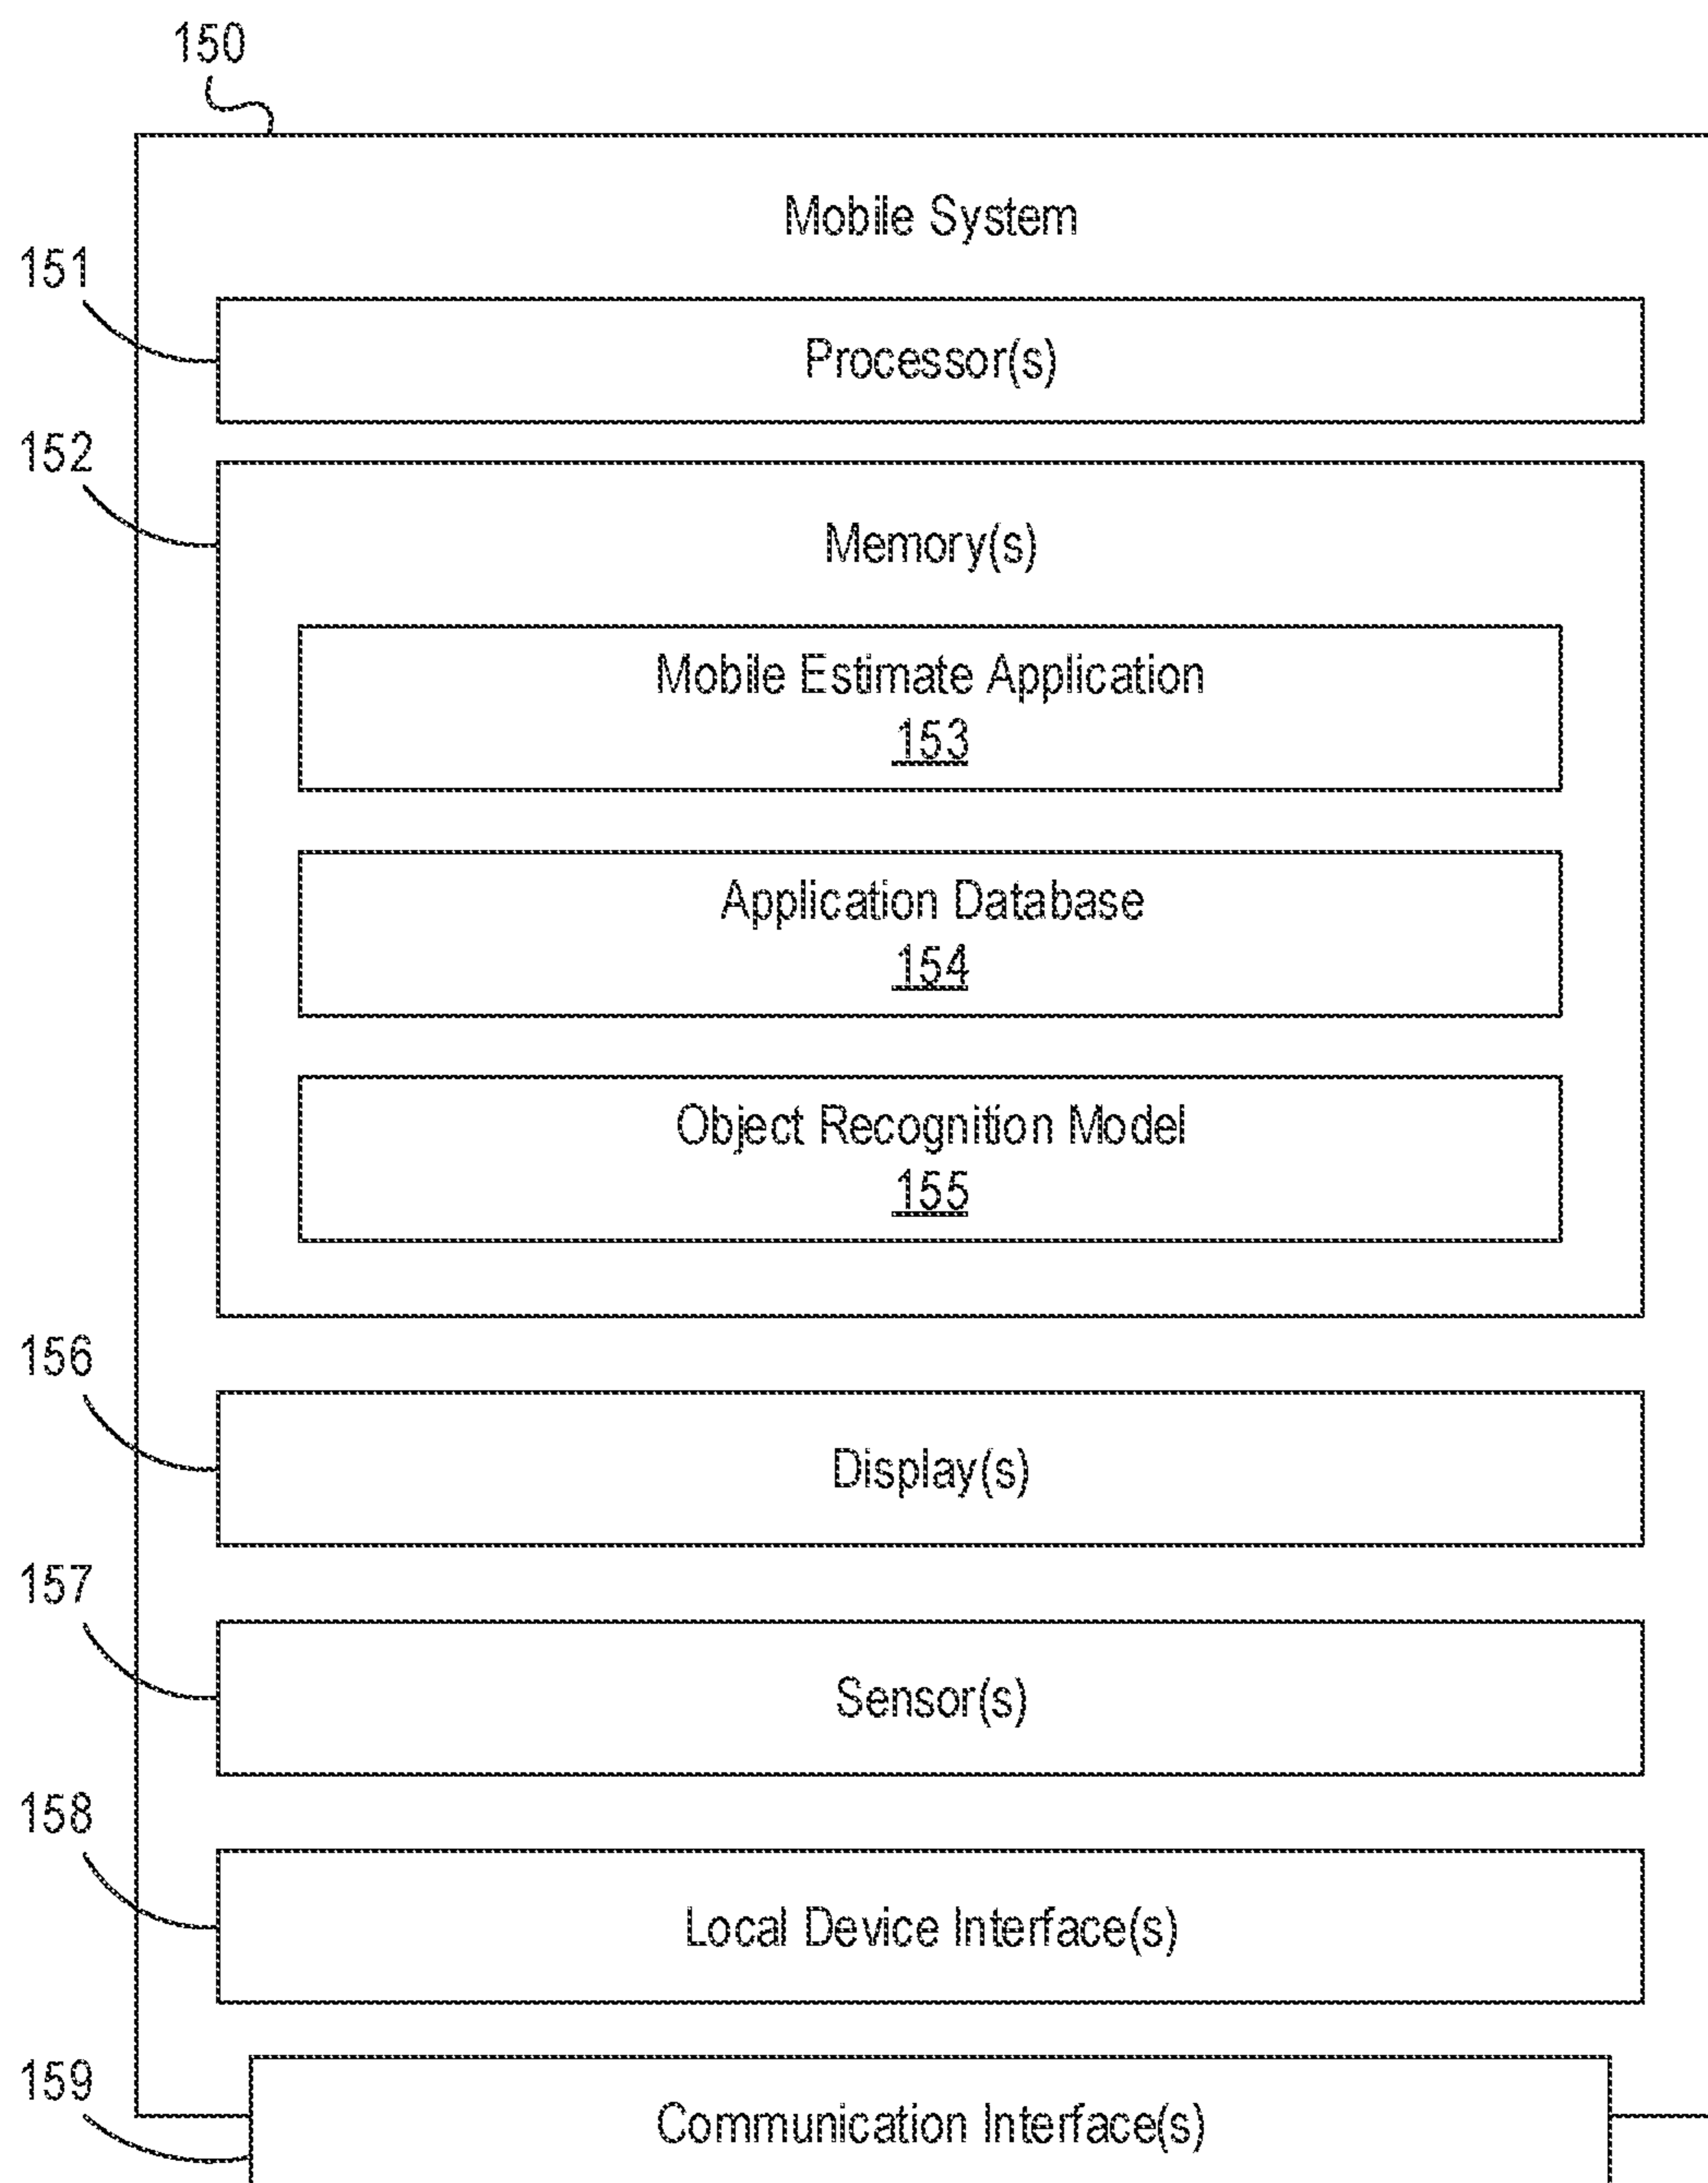 150
Mobile System
151
Processor(s)
152
Memory(s)
Mobile Estimate Application
153
Application Database
154
Object Recognition Model
155
156
Display(s)
157
Sensor(s)
158
Local Device Interface(s)
159
Communication Interface(s)